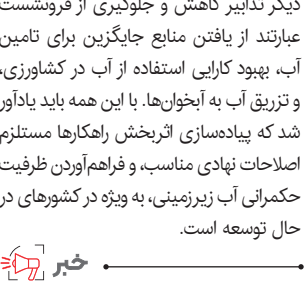 دیگر تدابیر کاهش و جلوگیری از فرونشست
عبارتند از یافتن منابع جایگزین برای تامین
آب، بهبود کارایی استفاده از آب در کشاورزی،
و تزریق آب به آبخوان‌ها. با این همه باید یادآور
شد که پیاده‌سازی اثربخش راهکارها مستلزم
اصلاحات نهادی مناسب، و فراهم‌آوردن ظرفیت
حکمرانی آب زیرزمینی، به ویژه در کشورهای در
حال توسعه است.
خبر